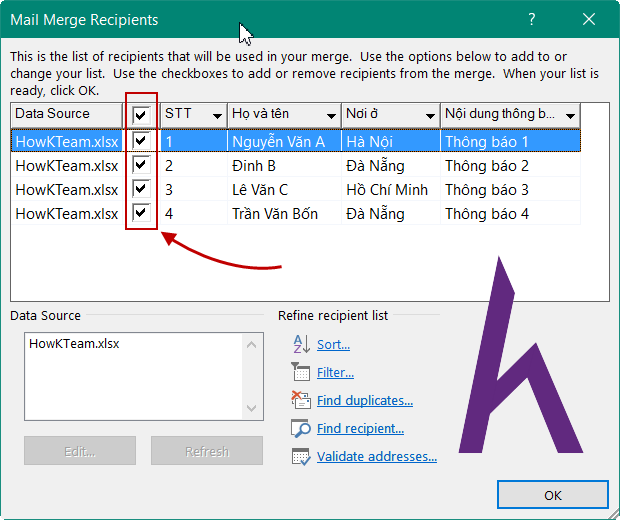 Mail Merge Recipients
This is the list of recipients that will be used in your merge. Use the options below to add to or
change your list. Use the checkboxes to add or remove recipients from the merge. When your list is
ready, click OK.
Data Source STT Họ và tên Nơi ở Nội dung thông b...
HowKTeam.xlsx 1 Nguyễn Văn A Hà Nội Thông báo 1
HowKTeam.xlsx 2 Đinh B Đà Nẵng Thông báo 2
HowKTeam.xlsx 3 Lê Văn C Hồ Chí Minh Thông báo 3
HowKTeam.xlsx 4 Trần Văn Bốn Đà Nẵng Thông báo 4
Data Source
HowKTeam.xlsx
Edit...
Refresh
Refine recipient list
Sort...
Filter...
Find duplicates...
Find recipient...
Validate addresses...
OK